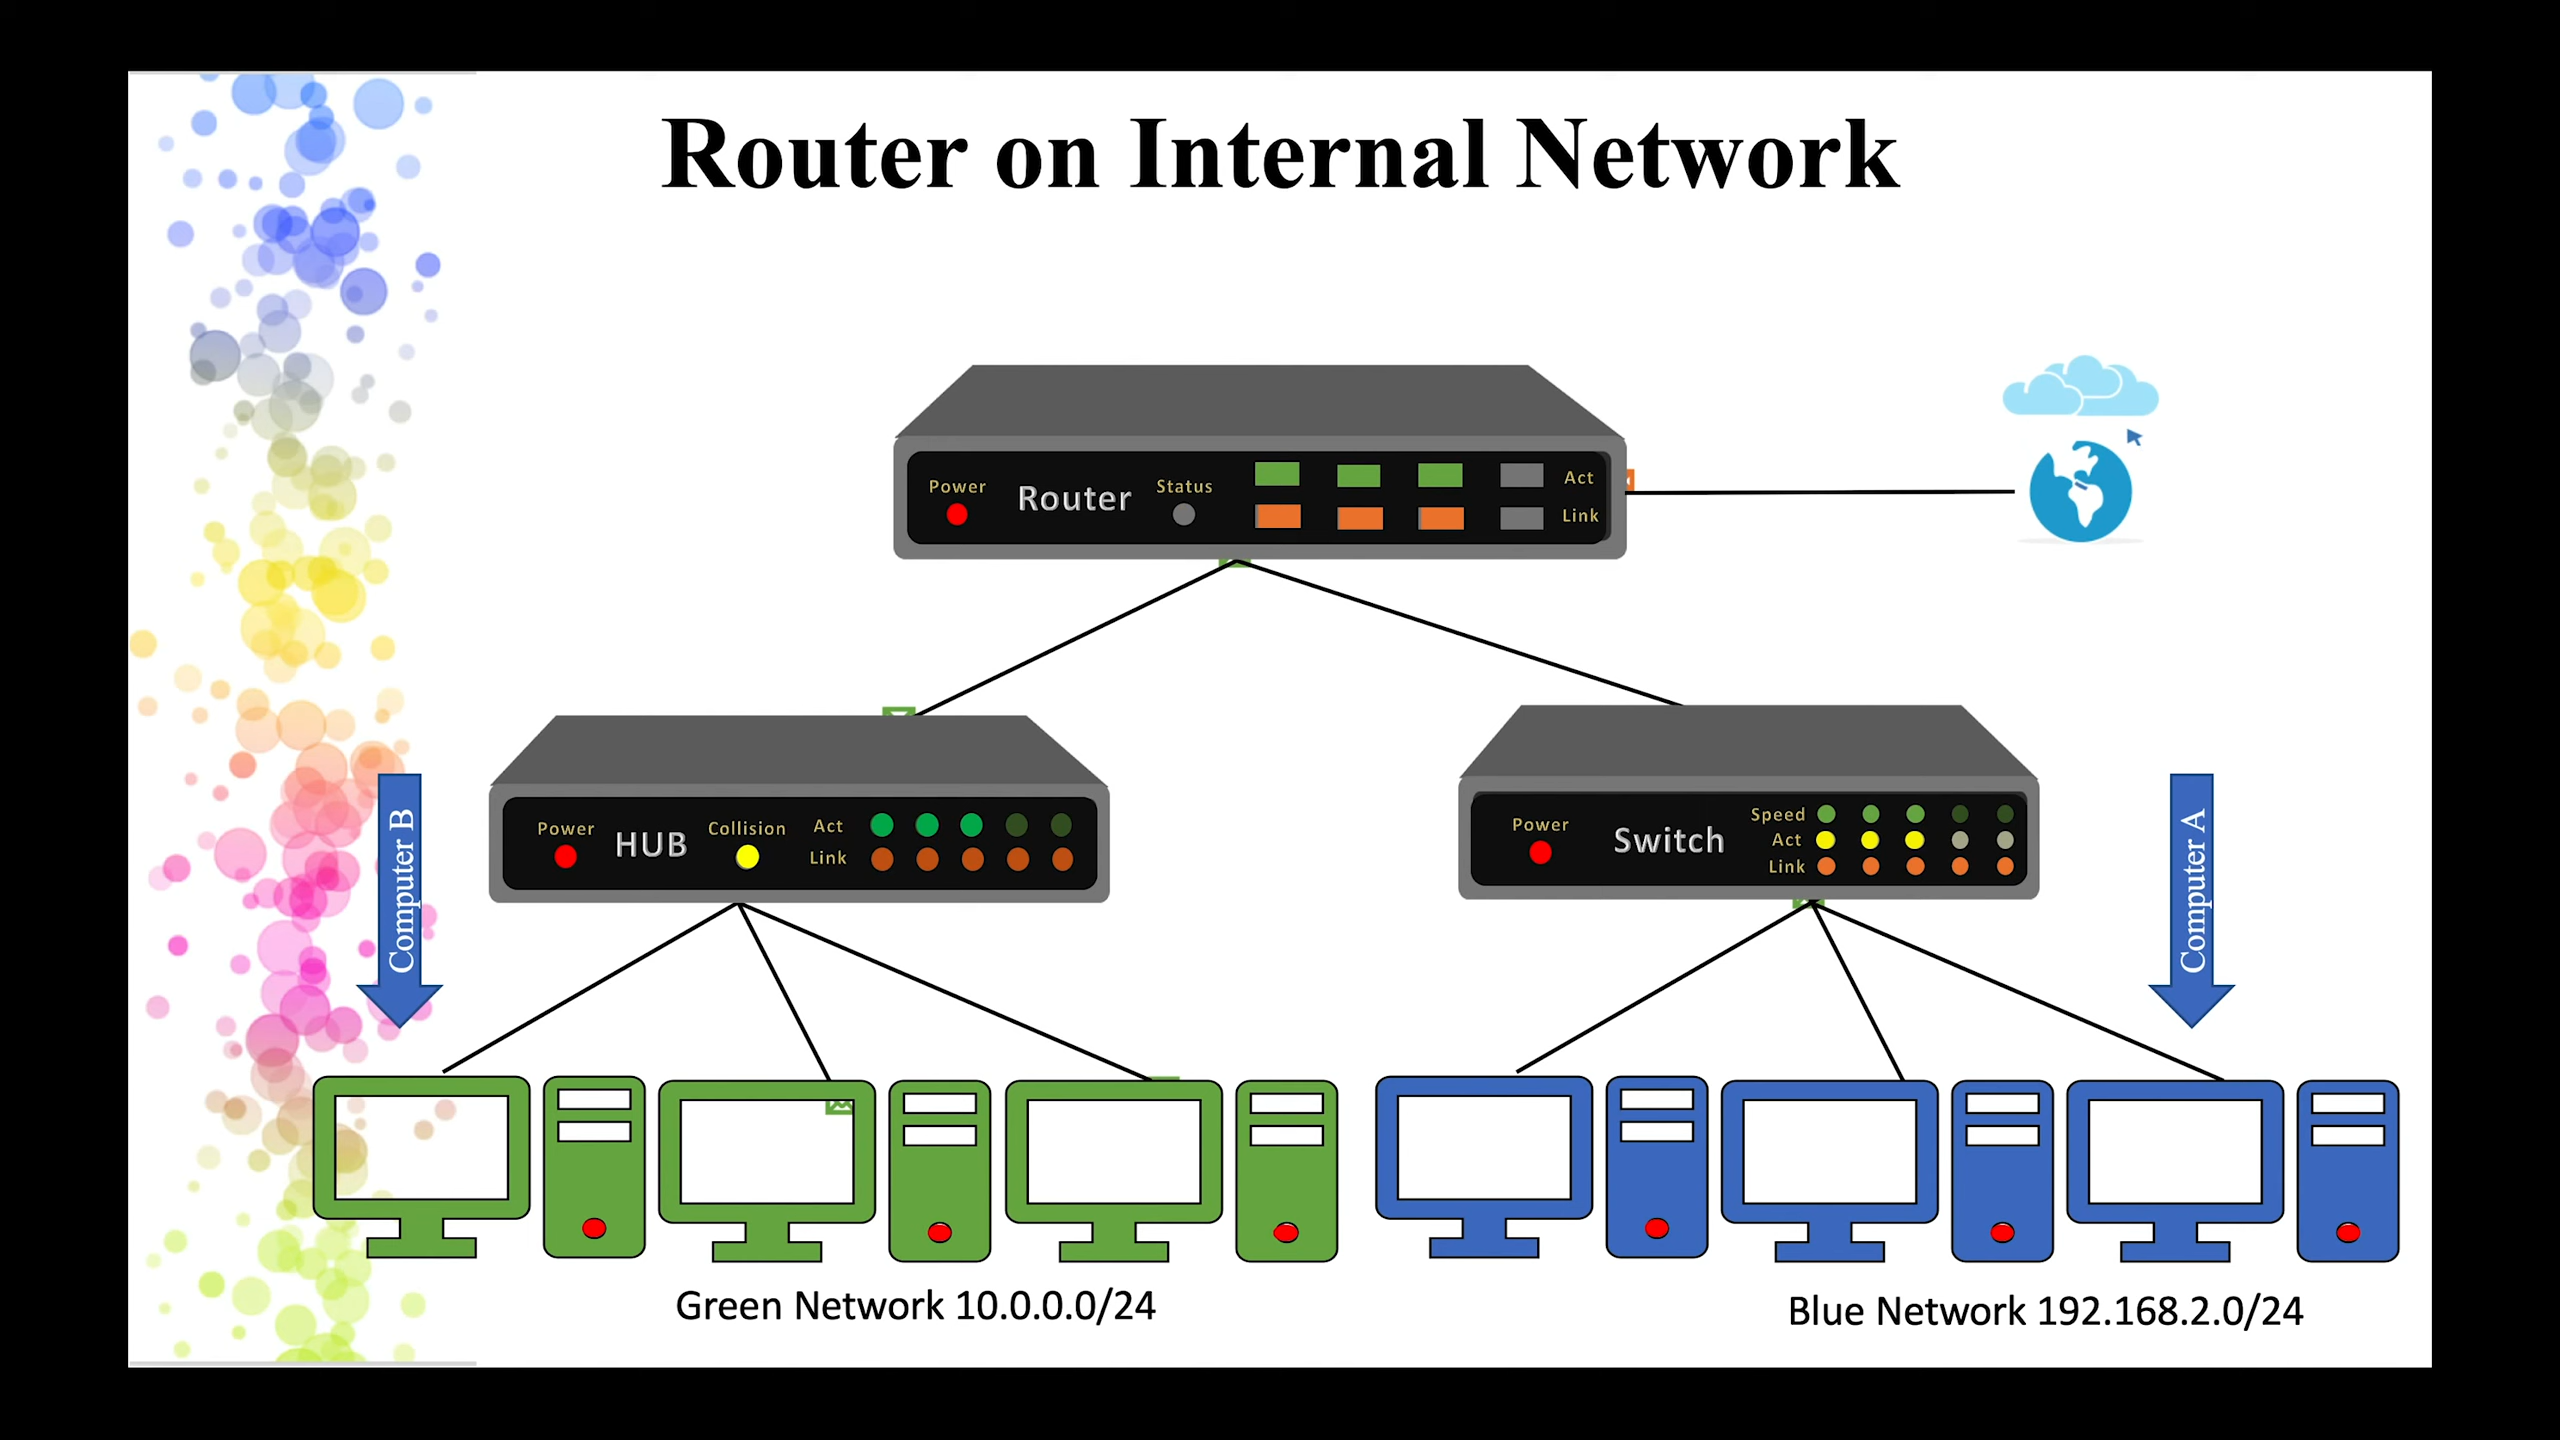 Router on Internal Network
Power
Router
Status
Act
Link
Computer B
Power
HUB
Collision
Act
Link
Power
Switch
Speed
Act
Link
Computer A
Green Network 10.0.0.0/24
Blue Network 192.168.2.0/24